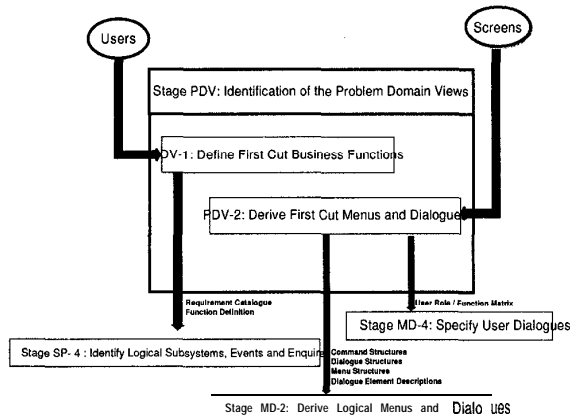 Users
Screens
Stage PDV: Identification of the Problem Domain Views
DV-1: Define First Cut Business Functions
PDV-2: Derive First Cut Menus and Dialogue
Requirement Catalogue
Function Definition
User Role / Function Matrix
Stage MD-4: Specify User Dialogues
Stage SP- 4 : Identify Logical Subsystems, Events and Enquire
Command Structures
Dialogue Structures
Menu Structures
Dialogue Element Descriptions
Stage MD-2: Derive Logical Menus and Dialo ues